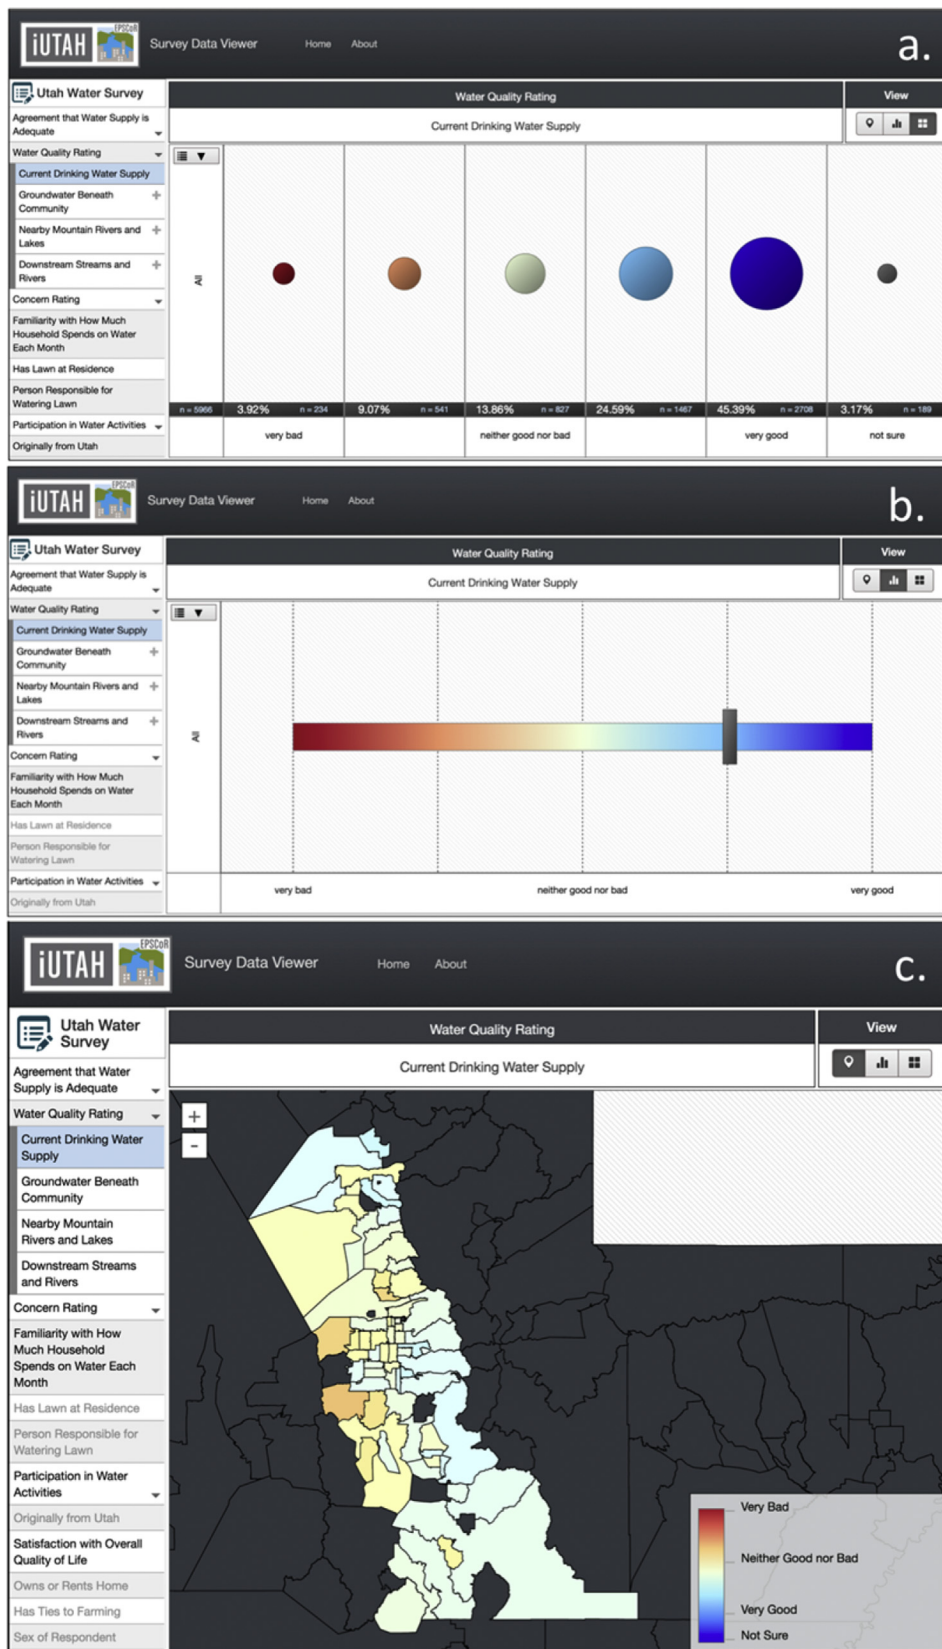 iUTAH
EPSCoR
Survey Data Viewer
Home
About
a.
Utah Water Survey
Water Quality Rating
View
Agreement that Water Supply is
Adequate
Current Drinking Water Supply
Water Quality Rating
Current Drinking Water Supply
Groundwater Beneath
Community
Nearby Mountain Rivers and
Lakes
Downstream Streams and
Rivers
Concern Rating
Familiarity with How Much
Household Spends on Water
Each Month
Has Lawn at Residence
Person Responsible for
Watering Lawn
Participation in Water Activities
Originally from Utah
All
n = 5966
3.92% n = 234
9.07% n = 541
13.86% n = 827
24.59% n = 1467
45.39% n = 2708
3.17% n = 189
very bad
neither good nor bad
very good
not sure
iUTAH
EPSCoR
Survey Data Viewer
Home
About
b.
Utah Water Survey
Water Quality Rating
View
Agreement that Water Supply is
Adequate
Current Drinking Water Supply
Water Quality Rating
Current Drinking Water Supply
Groundwater Beneath
Community
Nearby Mountain Rivers and
Lakes
Downstream Streams and
Rivers
Concern Rating
Familiarity with How Much
Household Spends on Water
Each Month
Has Lawn at Residence
Person Responsible for
Watering Lawn
Participation in Water Activities
Originally from Utah
All
very bad
neither good nor bad
very good
iUTAH
EPSCoR
Survey Data Viewer
Home
About
c.
Utah Water
Survey
Water Quality Rating
View
Current Drinking Water Supply
Agreement that Water
Supply is Adequate
Water Quality Rating
Current Drinking Water
Supply
Groundwater Beneath
Community
Nearby Mountain
Rivers and Lakes
Downstream Streams
and Rivers
Concern Rating
Familiarity with How
Much Household
Spends on Water Each
Month
Has Lawn at Residence
Person Responsible for
Watering Lawn
Participation in Water
Activities
Originally from Utah
Satisfaction with Overall
Quality of Life
Owns or Rents Home
Has Ties to Farming
Sex of Respondent
+
-
Very Bad
Neither Good nor Bad
Very Good
Not Sure